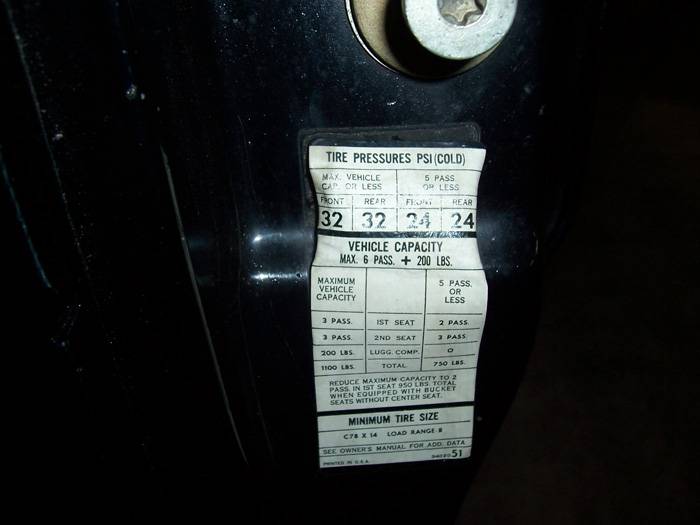 TIRE PRESSURES PSI (COLD)
MAX. VEHICLE CAP. OR LESS
5 PASS. OR LESS
FRONT REAR FRONT REAR
32 32 24 24
VEHICLE CAPACITY
MAX. 6 PASS. + 200 LBS.
MAXIMUM VEHICLE CAPACITY
5 PASS. OR LESS
3 PASS. 1ST SEAT 2 PASS.
3 PASS. 2ND SEAT 3 PASS.
200 LBS. LUGG. COMP. O
1100 LBS. TOTAL 750 LBS.
REDUCE MAXIMUM CAPACITY TO 2
PASS. IN 1ST SEAT 950 LBS. TOTAL
WHEN EQUIPPED WITH BUCKET
SEATS WITHOUT CENTER SEAT.
MINIMUM TIRE SIZE
C78 X 14 LOAD RANGE-B
SEE OWNER'S MANUAL FOR ADD. DATA
PRINTED IN U.S.A. 51